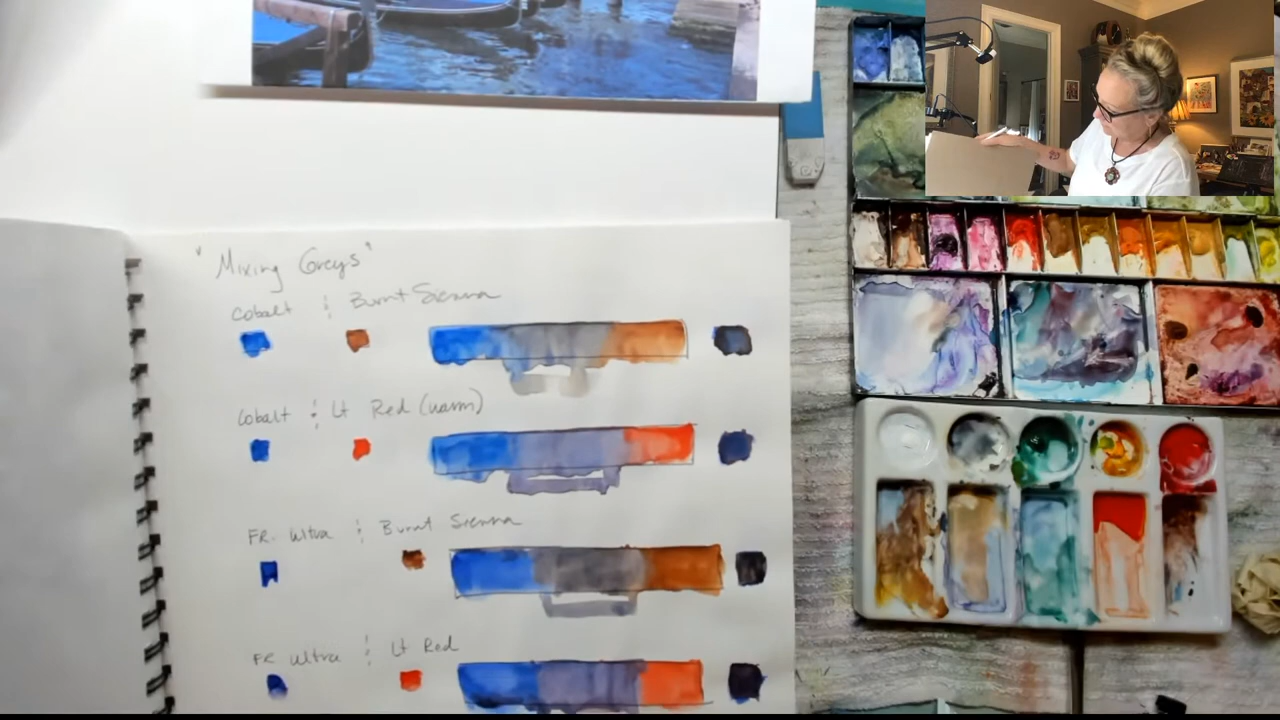 "Mixing Greys"
Cobalt : Burnt Sienna
Cobalt : Lt Red (warm)
FR. Ultra : Burnt Sienna
FR Ultra : Lt Red